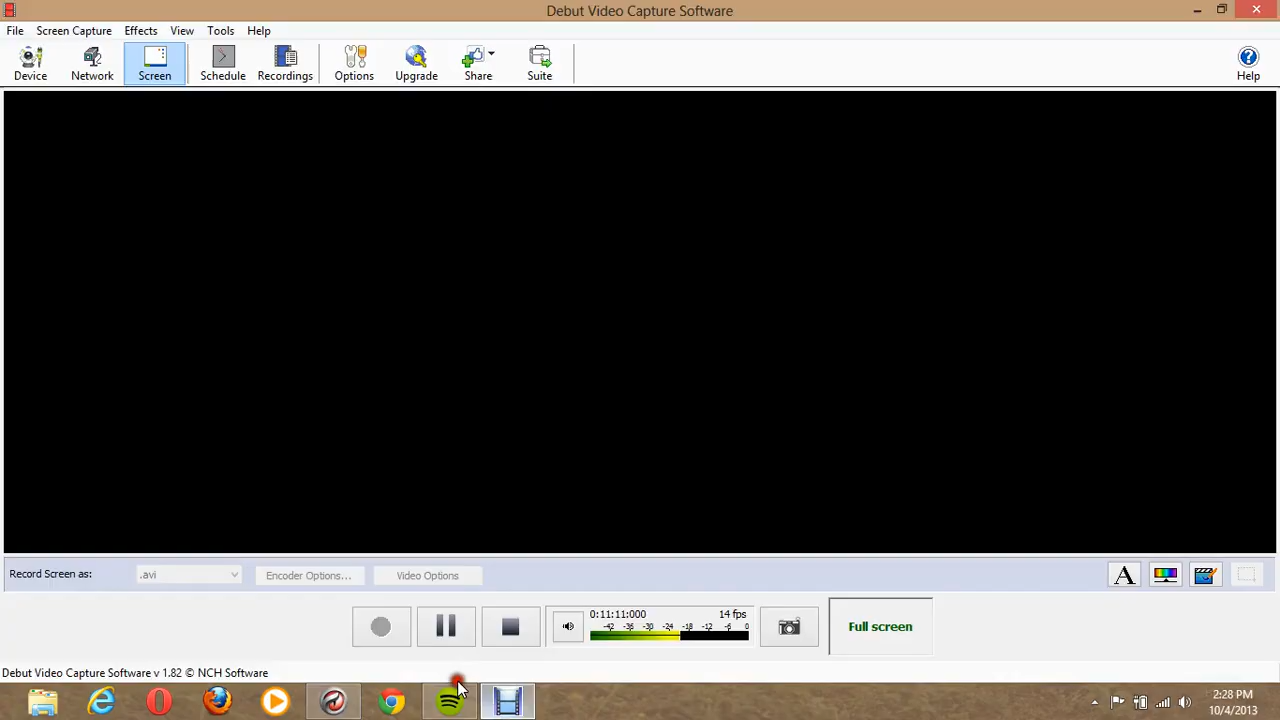 Debut Video Capture Software
File Screen Capture Effects View Tools Help
Device Network Screen Schedule Recordings Options Upgrade Share Suite Help
Record Screen as: .avi Encoder Options... Video Options A
0:11:11:000 14 fps
-42 -36 -30 -24 -18 -12 -6 0
Full screen
Debut Video Capture Software v 1.82 © NCH Software
2:28 PM
10/4/2013